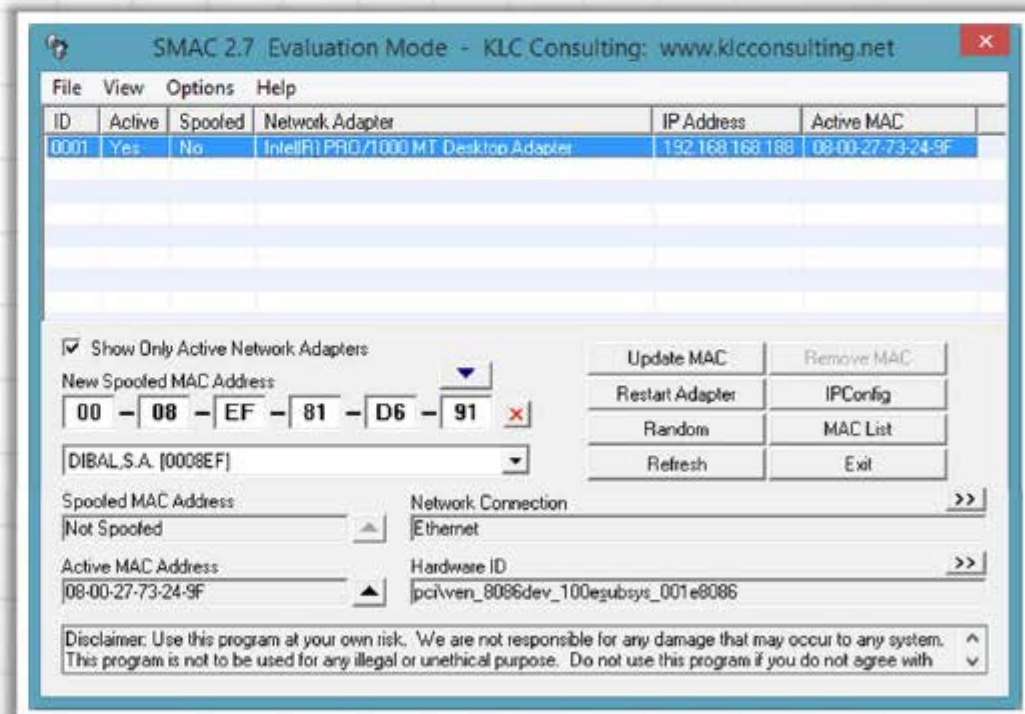 SMAC 2.7 Evaluation Mode - KLC Consulting: www.klcconsulting.net
File View Options Help
ID Active Spoofed Network Adapter IP Address Active MAC
0001 Yes No Intel(R) PRO/1000 MT Desktop Adapter 192.168.168.188 08-00-27-73-24-9F
Show Only Active Network Adapters
New Spoofed MAC Address
00 - 08 - EF - 81 - D6 - 91
DIBAL,S.A. [0008EF]
Update MAC Remove MAC
Restart Adapter IPConfig
Random MAC List
Refresh Exit
Spoofed MAC Address
Not Spoofed
Network Connection >>
Ethernet
Active MAC Address
08-00-27-73-24-9F
Hardware ID >>
pci\ven_8086dev_100esubsys_001e8086
Disclaimer: Use this program at your own risk. We are not responsible for any damage that may occur to any system.
This program is not to be used for any illegal or unethical purpose. Do not use this program if you do not agree with